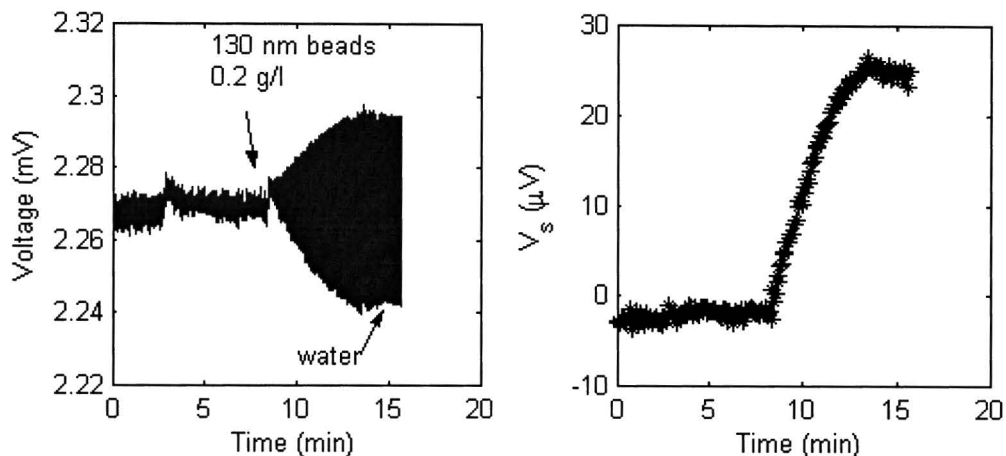 2.32
130 nm beads
0.2 g/l
2.3
2.28
2.26
2.24
2.22
Voltage (mV)
water
0 5 10 15 20
Time (min)
30
20
10
0
-10
V_s (μV)
0 5 10 15 20
Time (min)